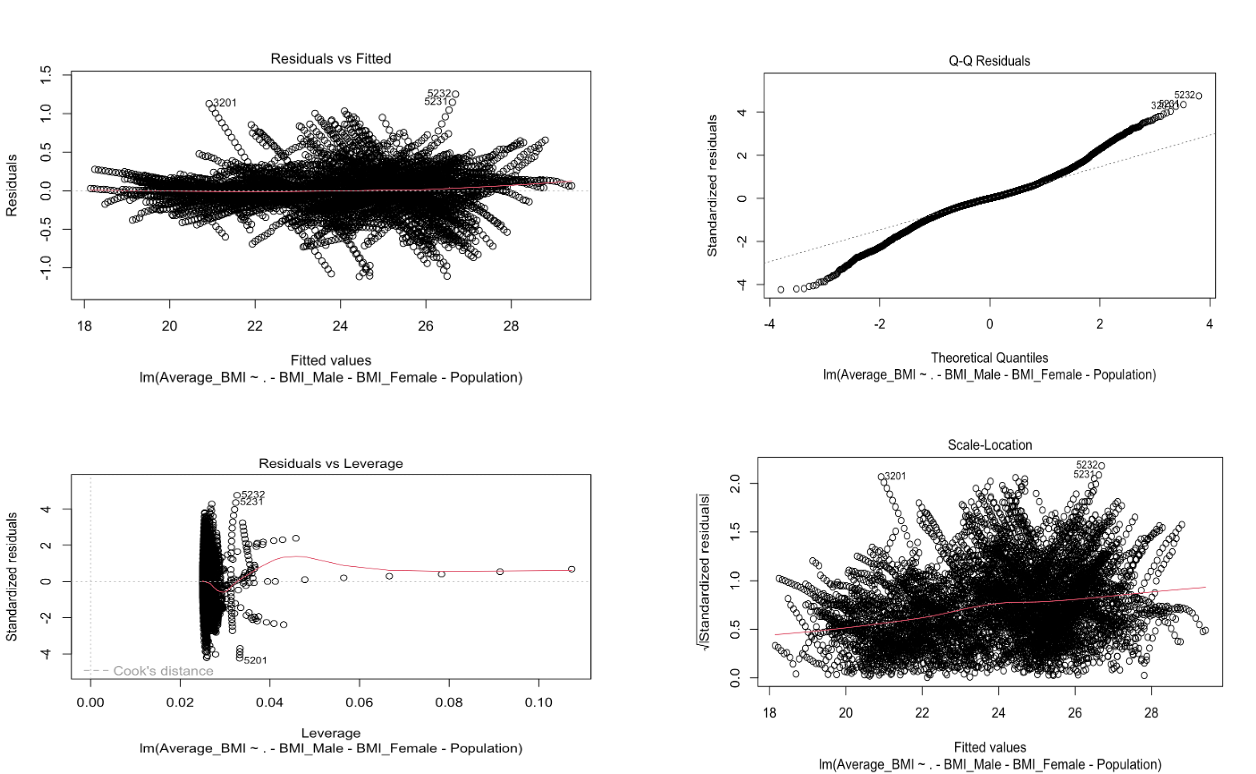 Residuals vs Fitted
1.5
1.0
0.5
0.0
-0.5
-1.0
Residuals
3201
5232
5231
18 20 22 24 26 28
Fitted values
lm(Average_BMI ~ . - BMI_Male - BMI_Female - Population)
Q-Q Residuals
4
2
0
-2
-4
Standardized residuals
5232
-4 -2 0 2 4
Theoretical Quantiles
lm(Average_BMI ~ . - BMI_Male - BMI_Female - Population)
Residuals vs Leverage
4
2
0
-2
-4
Standardized residuals
5232
5231
5201
Cook's distance
0.00 0.02 0.04 0.06 0.08 0.10
Leverage
lm(Average_BMI ~ . - BMI_Male - BMI_Female - Population)
Scale-Location
2.0
1.5
1.0
0.5
0.0
√|Standardized residuals|
3201
5232
5231
18 20 22 24 26 28
Fitted values
lm(Average_BMI ~ . - BMI_Male - BMI_Female - Population)